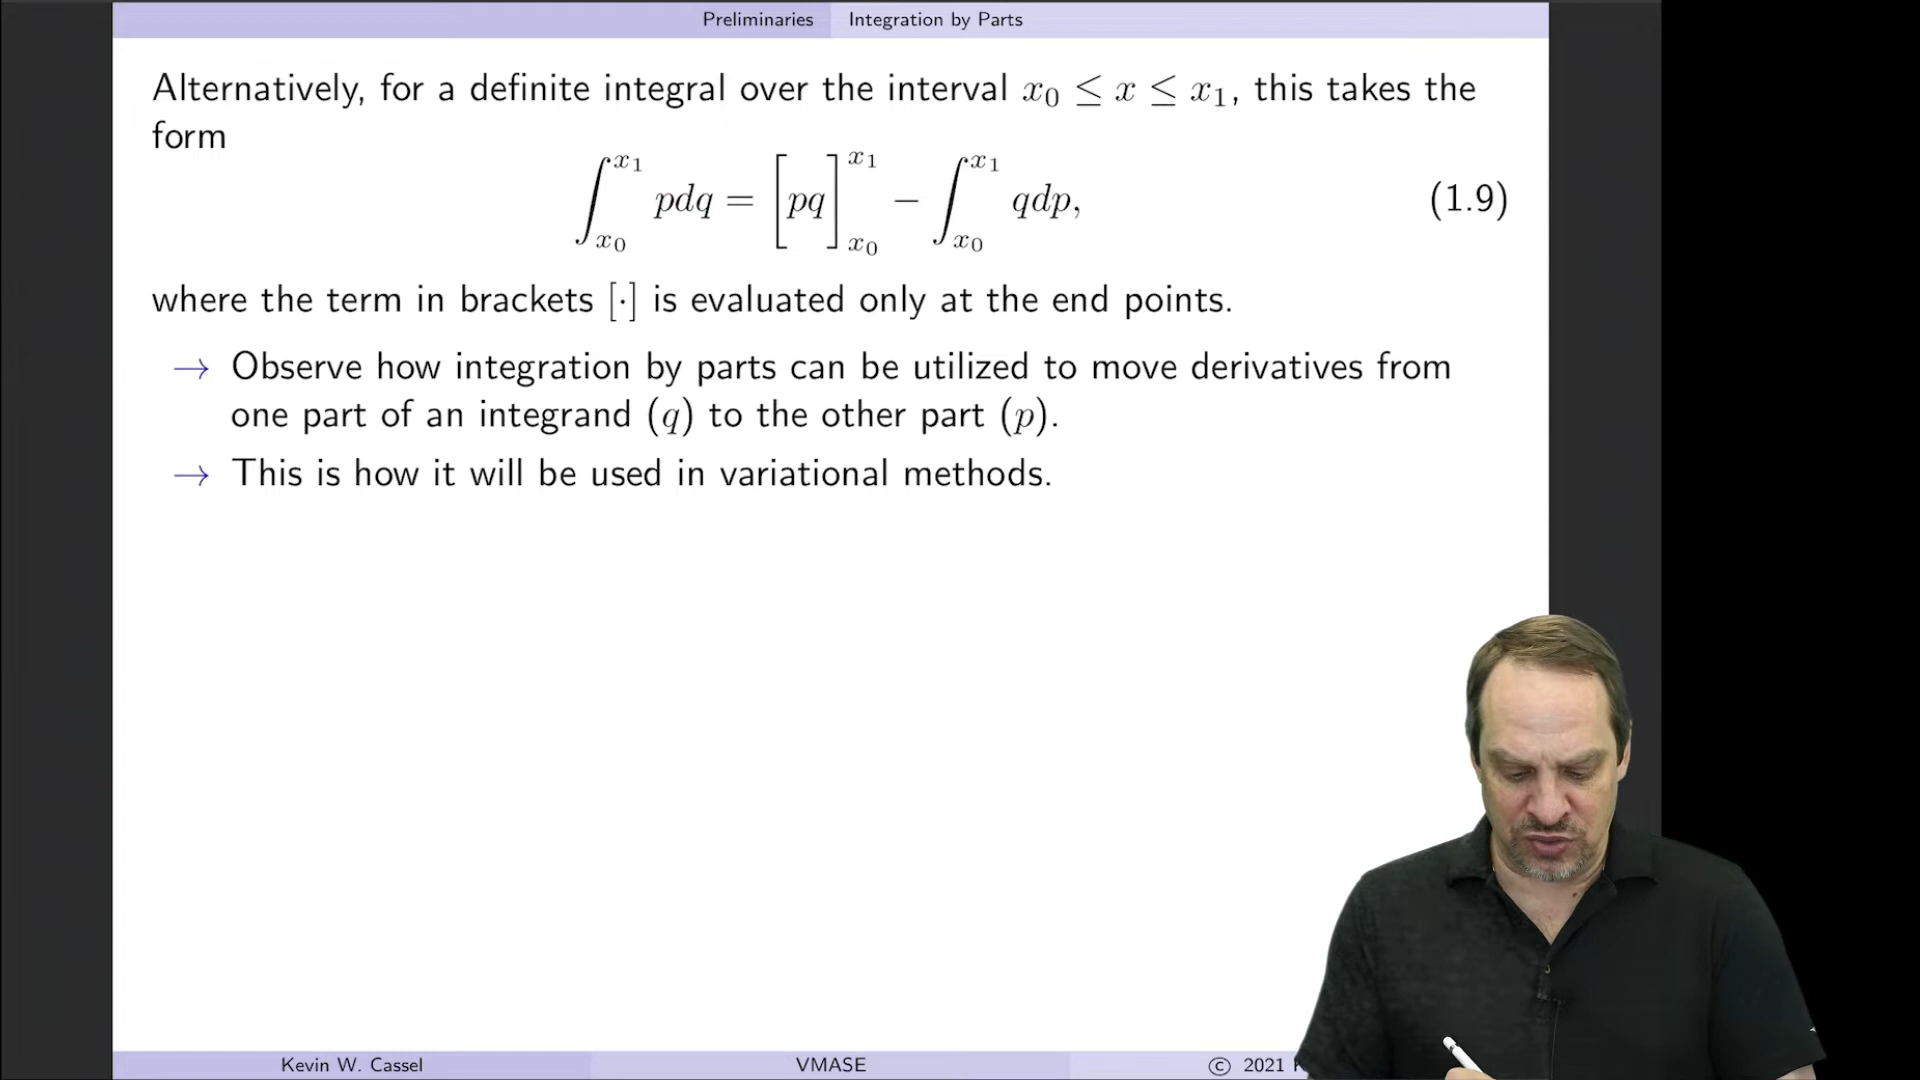 Preliminaries Integration by Parts
Alternatively, for a definite integral over the interval x₀ ≤ x ≤ x₁, this takes the
form
∫_{x₀}^{x₁} pdq = [pq]_{x₀}^{x₁} − ∫_{x₀}^{x₁} qdp, (1.9)
where the term in brackets [·] is evaluated only at the end points.
→ Observe how integration by parts can be utilized to move derivatives from
one part of an integrand (q) to the other part (p).
→ This is how it will be used in variational methods.
Kevin W. Cassel VMASE © 2021